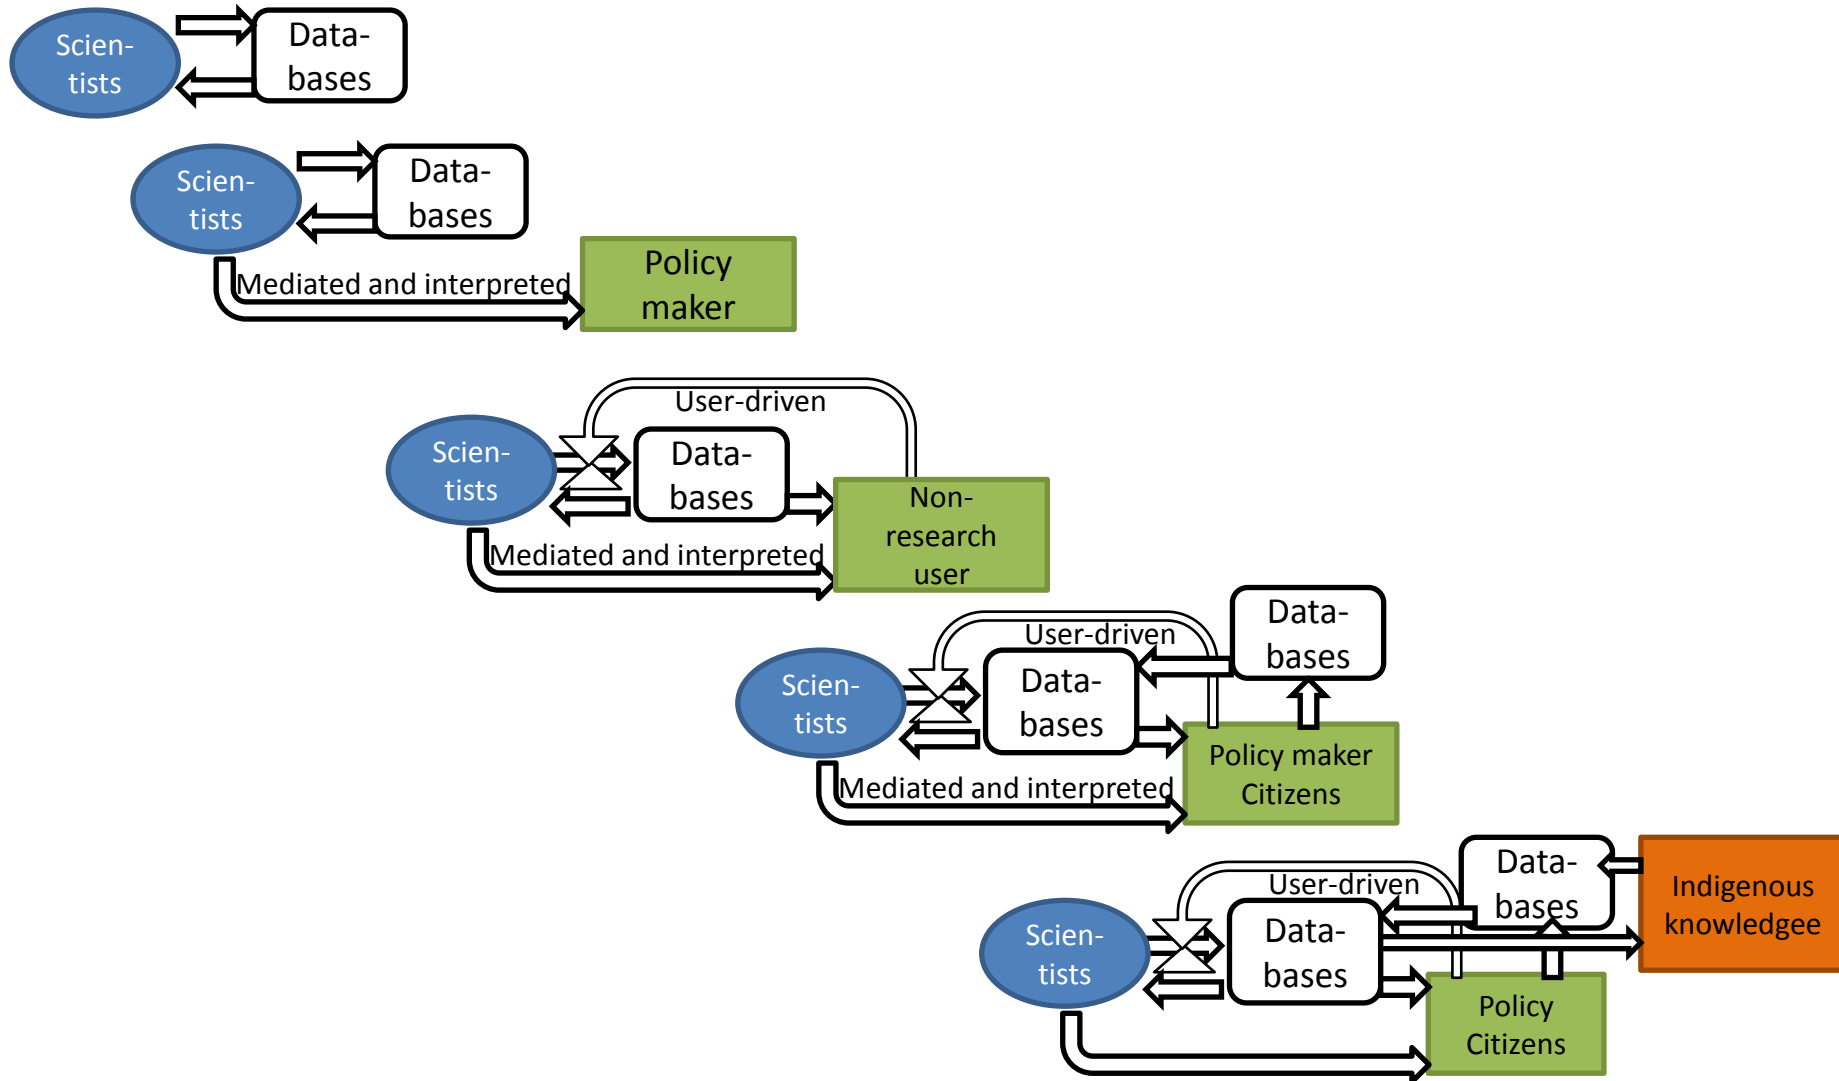 Scien-
tists
Data-
bases
Scien-
tists
Data-
bases
Mediated and interpreted
Policy
maker
User-driven
Scien-
tists
Data-
bases
Non-
research
user
Mediated and interpreted
Data-
bases
User-driven
Scien-
tists
Data-
bases
Policy maker
Citizens
Mediated and interpreted
Data-
bases
Indigenous
knowledgee
User-driven
Scien-
tists
Data-
bases
Policy
Citizens